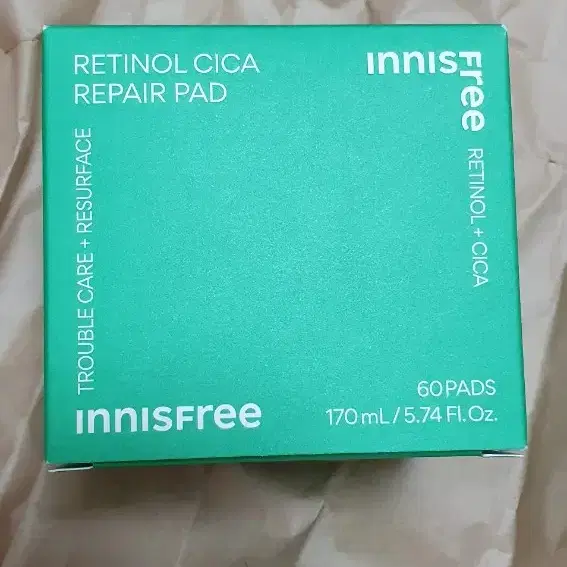 RETINOL CICA
REPAIR PAD
TROUBLE CARE + RESURFACE
INNISFree
INNISFree
RETINOL + CICA
60 PADS
170 mL / 5.74 Fl. Oz.